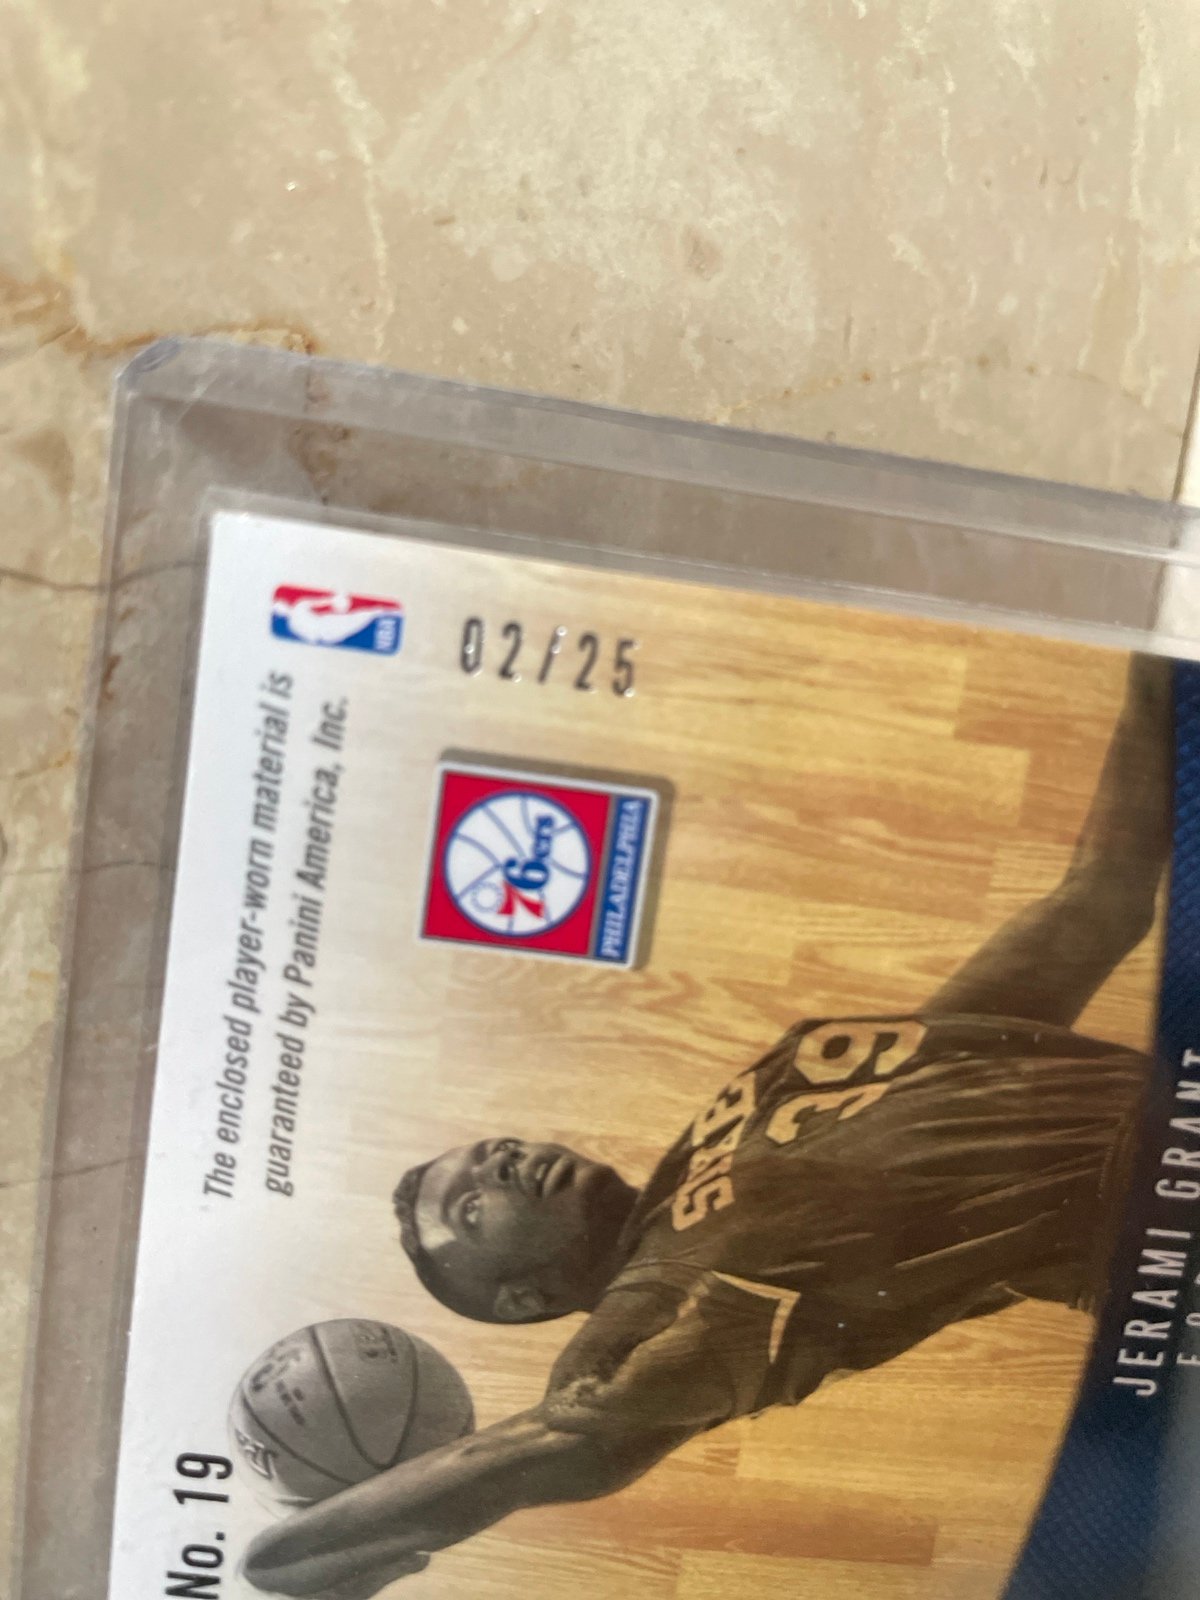 No. 19
The enclosed player-worn material is
guaranteed by Panini America, Inc.
NBA
02/25
76ers
PHILADELPHIA
39
JERAMI GRANT